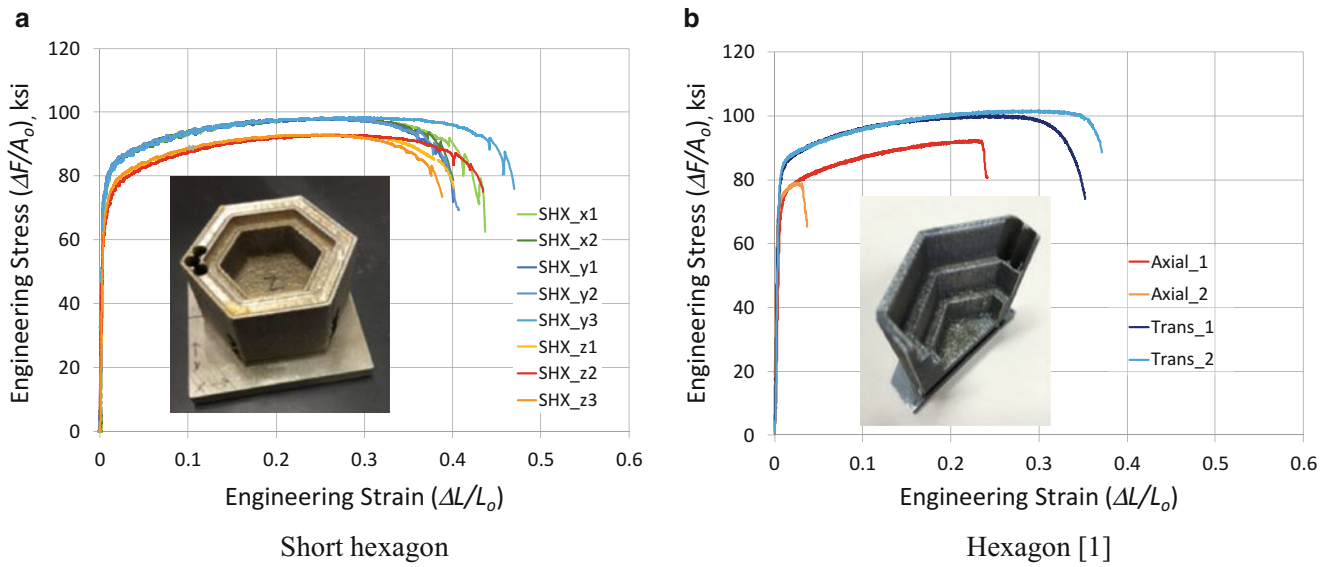 a
Engineering Stress (ΔF/Aₒ), ksi
120
100
80
60
40
20
0
0 0.1 0.2 0.3 0.4 0.5 0.6
Engineering Strain (ΔL/Lₒ)
SHX_x1
SHX_x2
SHX_y1
SHX_y2
SHX_y3
SHX_z1
SHX_z2
SHX_z3
Z
Short hexagon
b
Engineering Stress (ΔF/Aₒ), ksi
120
100
80
60
40
20
0
0 0.1 0.2 0.3 0.4 0.5 0.6
Engineering Strain (ΔL/Lₒ)
Axial_1
Axial_2
Trans_1
Trans_2
Hexagon [1]